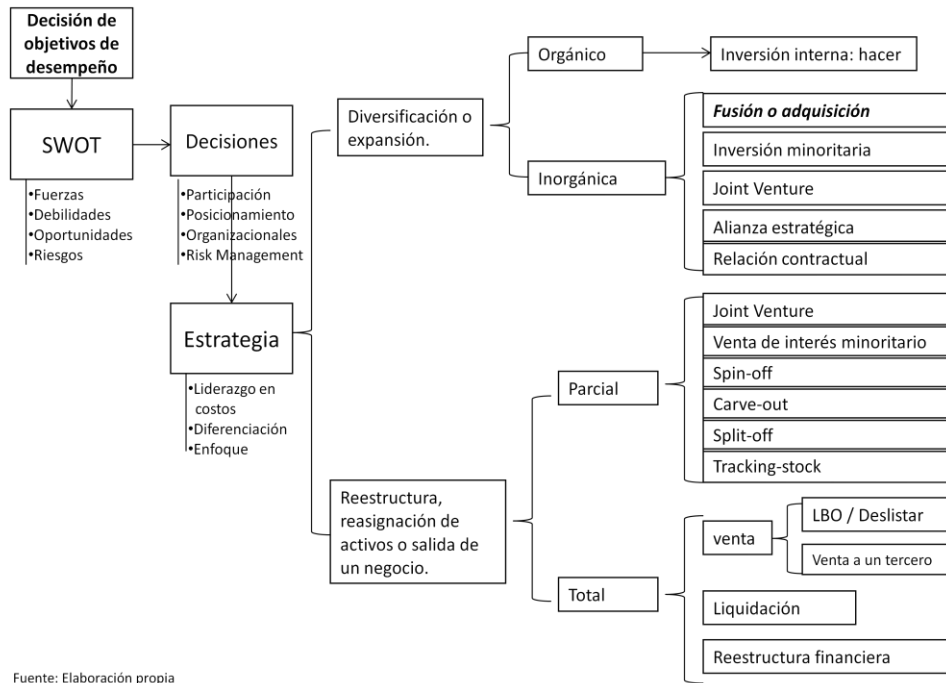 Decisión de
objetivos de
desempeño
SWOT
•Fuerzas
•Debilidades
•Oportunidades
•Riesgos
Decisiones
•Participación
•Posicionamiento
•Organizacionales
•Risk Management
Estrategia
•Liderazgo en
costos
•Diferenciación
•Enfoque
Diversificación o
expansión.
Orgánico
Inversión interna: hacer
Inorgánica
Fusión o adquisición
Inversión minoritaria
Joint Venture
Alianza estratégica
Relación contractual
Reestructura,
reasignación de
activos o salida de
un negocio.
Parcial
Joint Venture
Venta de interés minoritario
Spin-off
Carve-out
Split-off
Tracking-stock
Total
venta
LBO / Deslistar
Venta a un tercero
Liquidación
Reestructura financiera
Fuente: Elaboración propia